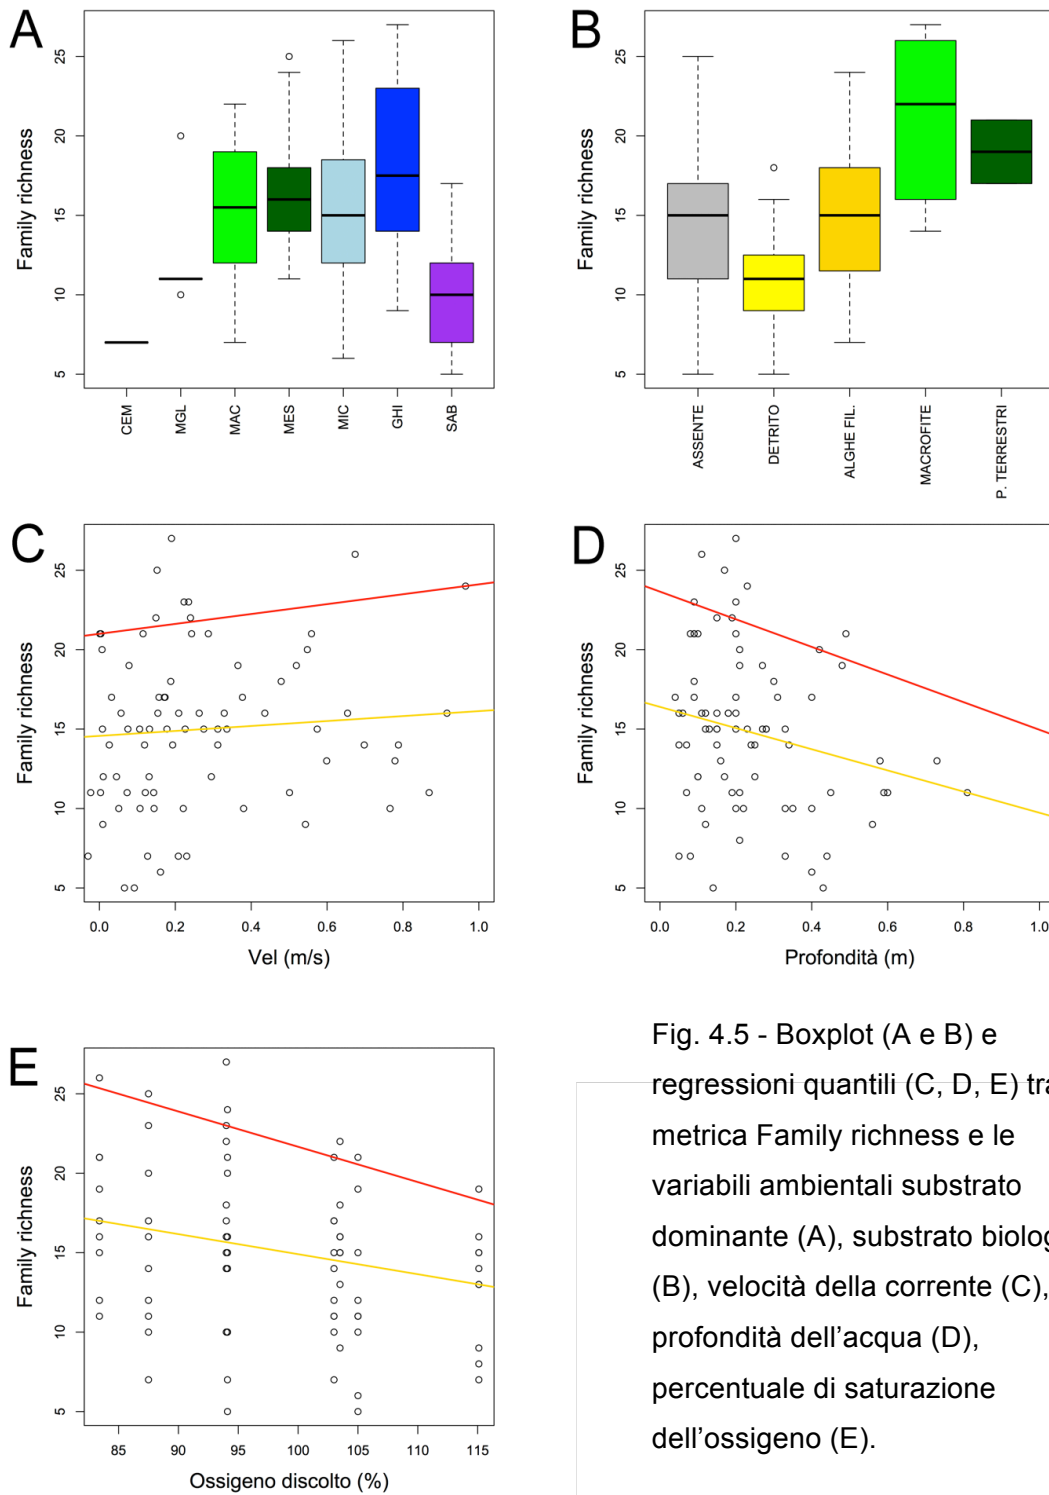 A
Family richness
5 10 15 20 25
CEM MGL MAC MES MIC GHI SAB
B
Family richness
5 10 15 20 25
ASSENTE DETRITO ALGHE FIL. MACROFITE P. TERRESTRI
C
Family richness
5 10 15 20 25
0.0 0.2 0.4 0.6 0.8 1.0
Vel (m/s)
D
Family richness
5 10 15 20 25
0.0 0.2 0.4 0.6 0.8 1.0
Profondità (m)
E
Family richness
5 10 15 20 25
85 90 95 100 105 110 115
Ossigeno discolto (%)
Fig. 4.5 - Boxplot (A e B) e
regressioni quantili (C, D, E)
metrica Family richness e le
variabili ambientali substrato
dominante (A), substrato
(B), velocità della corrente (C),
profondità dell'acqua (D),
percentuale di saturazione
dell'ossigeno (E).